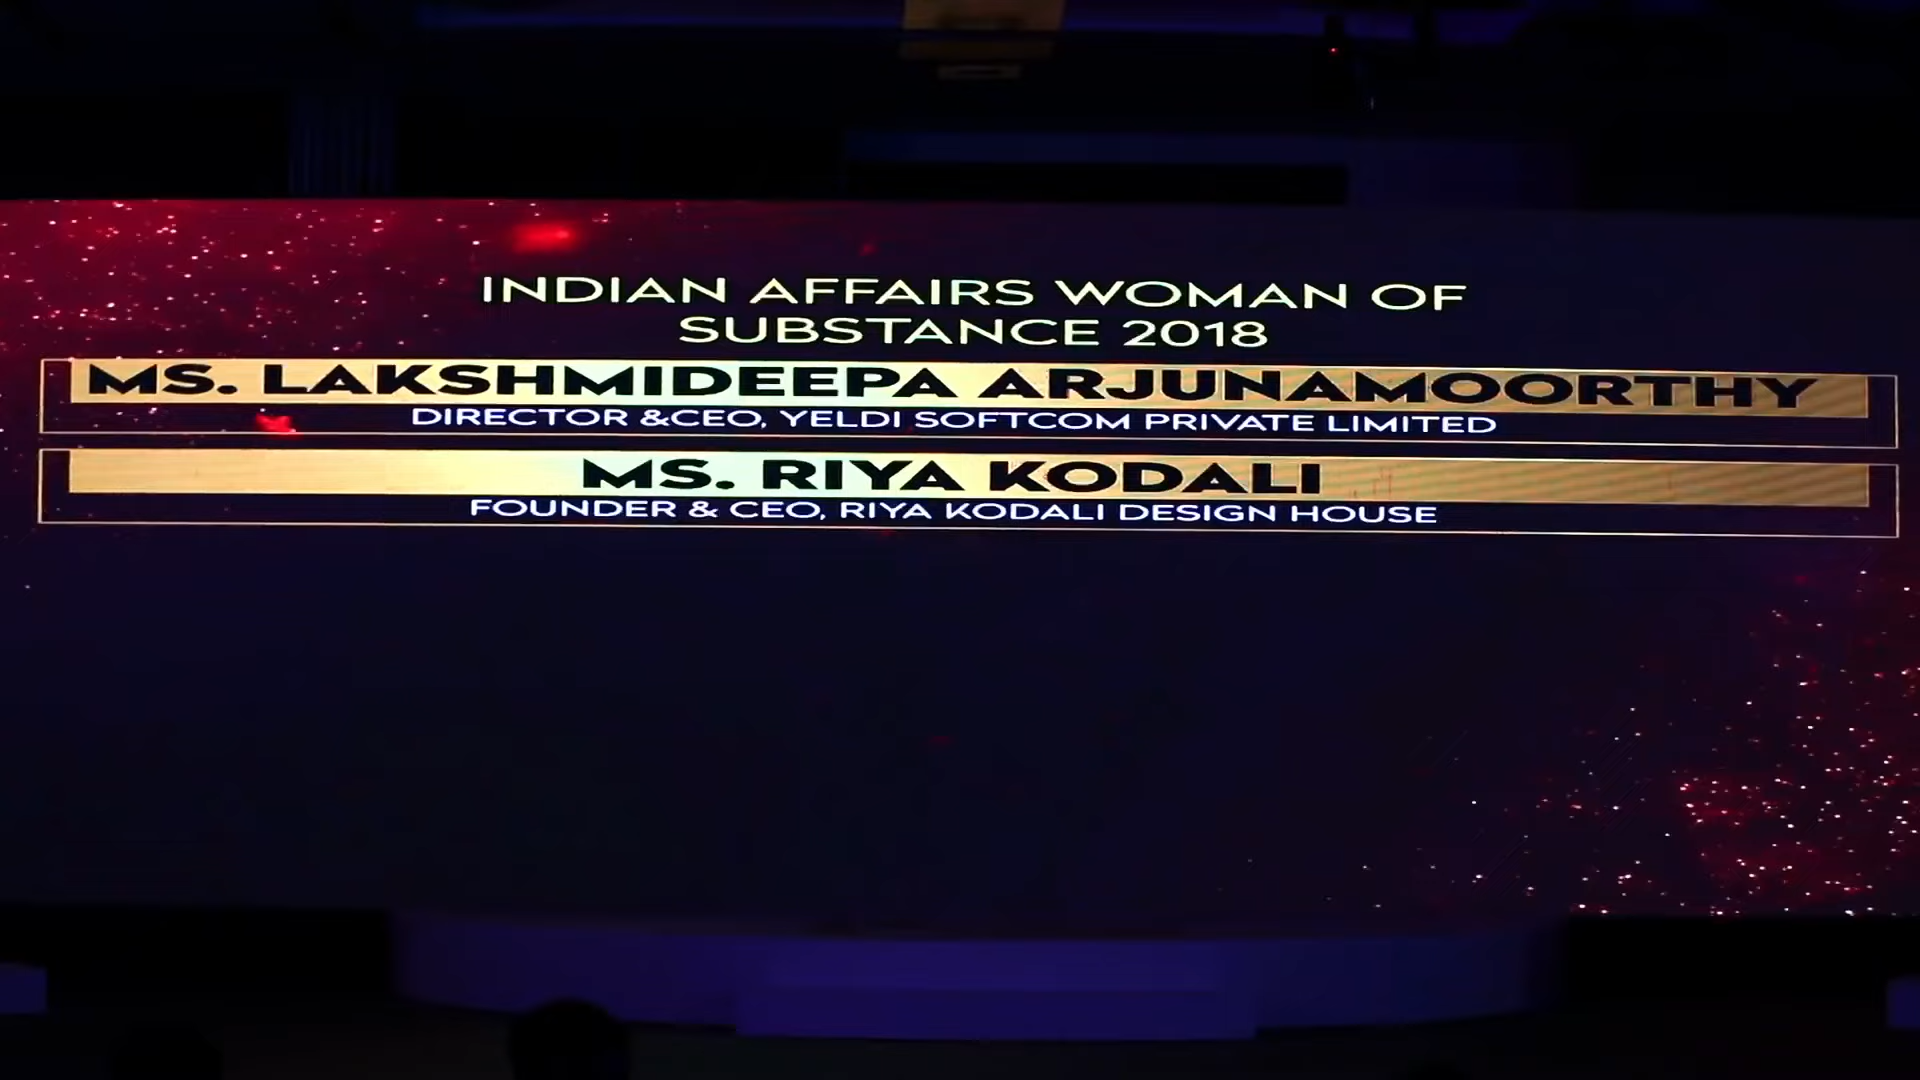 INDIAN AFFAIRS WOMAN OF
SUBSTANCE 2018
MS. LAKSHMIDEEPA ARJUNAMOORTHY
DIRECTOR &CEO, YELDI SOFTCOM PRIVATE LIMITED
MS. RIYA KODALI
FOUNDER & CEO, RIYA KODALI DESIGN HOUSE